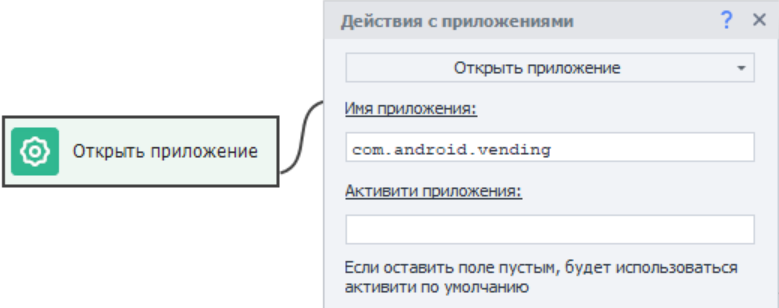 Действия с приложениями ?
Открыть приложение
Имя приложения:
Открыть приложение
com.android.vending
Активити приложения:
Если оставить поле пустым, будет использоваться
активити по умолчанию